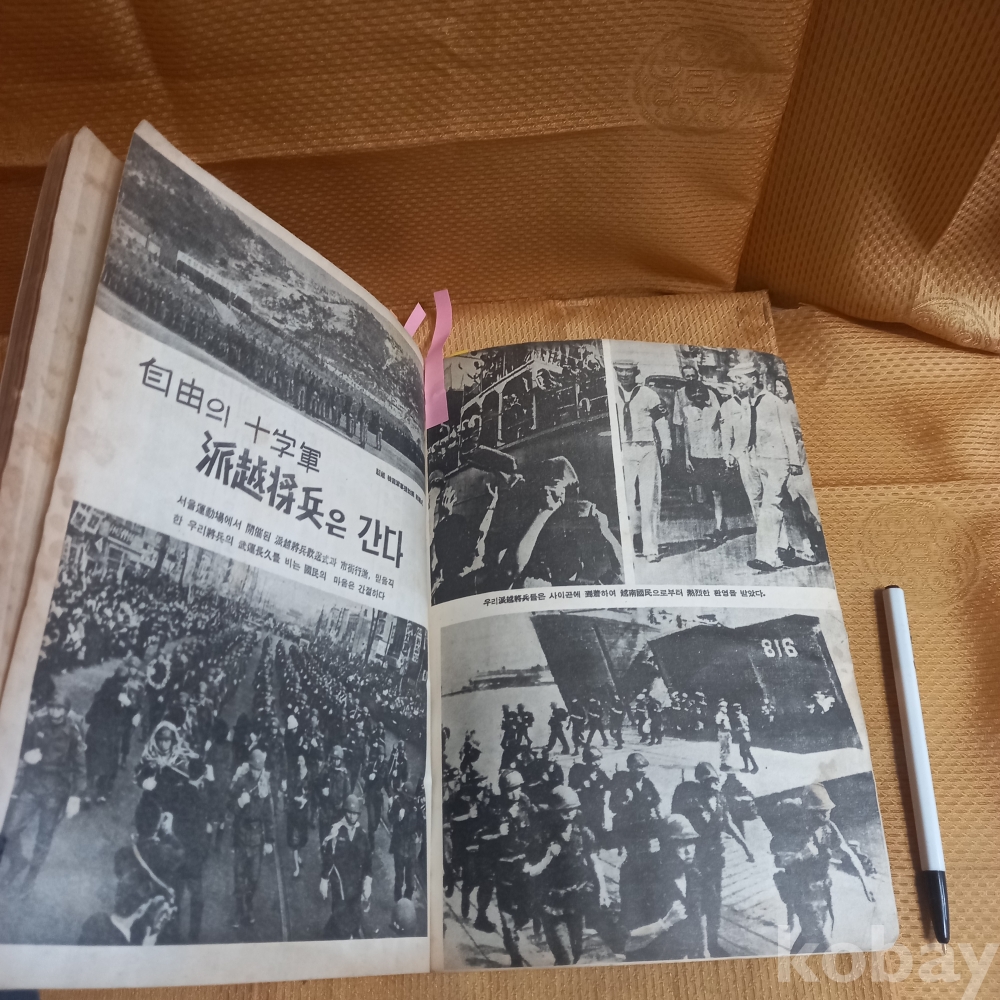 自由의 十字軍
派越將兵은 간다
서울運動場에서 開催된 派越將兵歡送式과 市街行進, 믿음직
한 우리將兵의 武運長久를 비는 國民의 마음은 간절하다
우리派越將兵들은 사이공에 到着하여 越南國民으로부터 熱烈한 환영을 받았다.
816
kobay